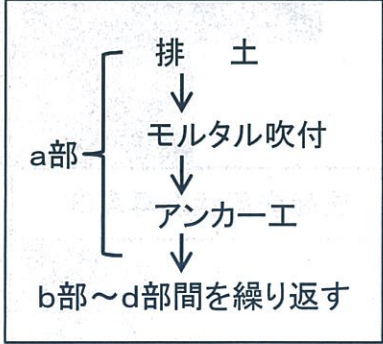 排　土
モルタル吹付
a部
アンカー工
b部～d部間を繰り返す